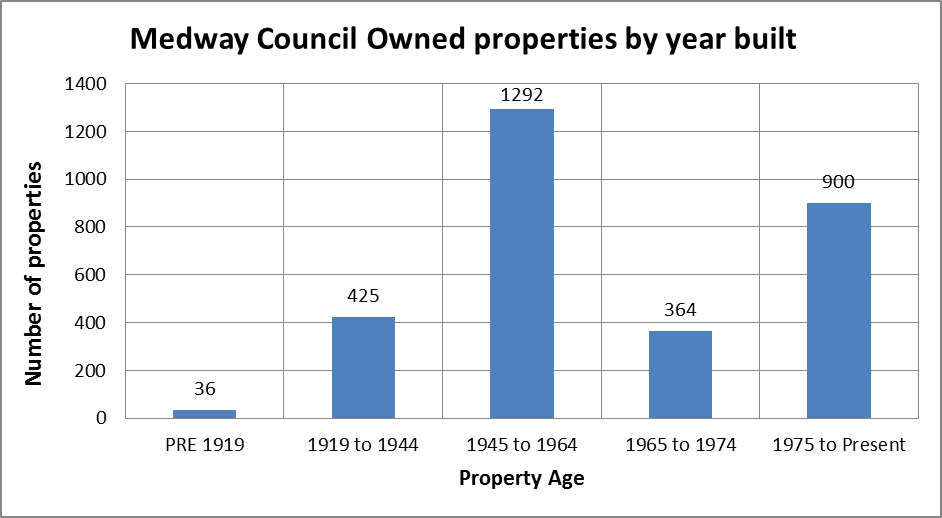 Medway Council Owned properties by year built
Number of properties
1400
1200
1000
800
600
400
200
0
36
425
1292
364
900
PRE 1919
1919 to 1944
1945 to 1964
1965 to 1974
1975 to Present
Property Age